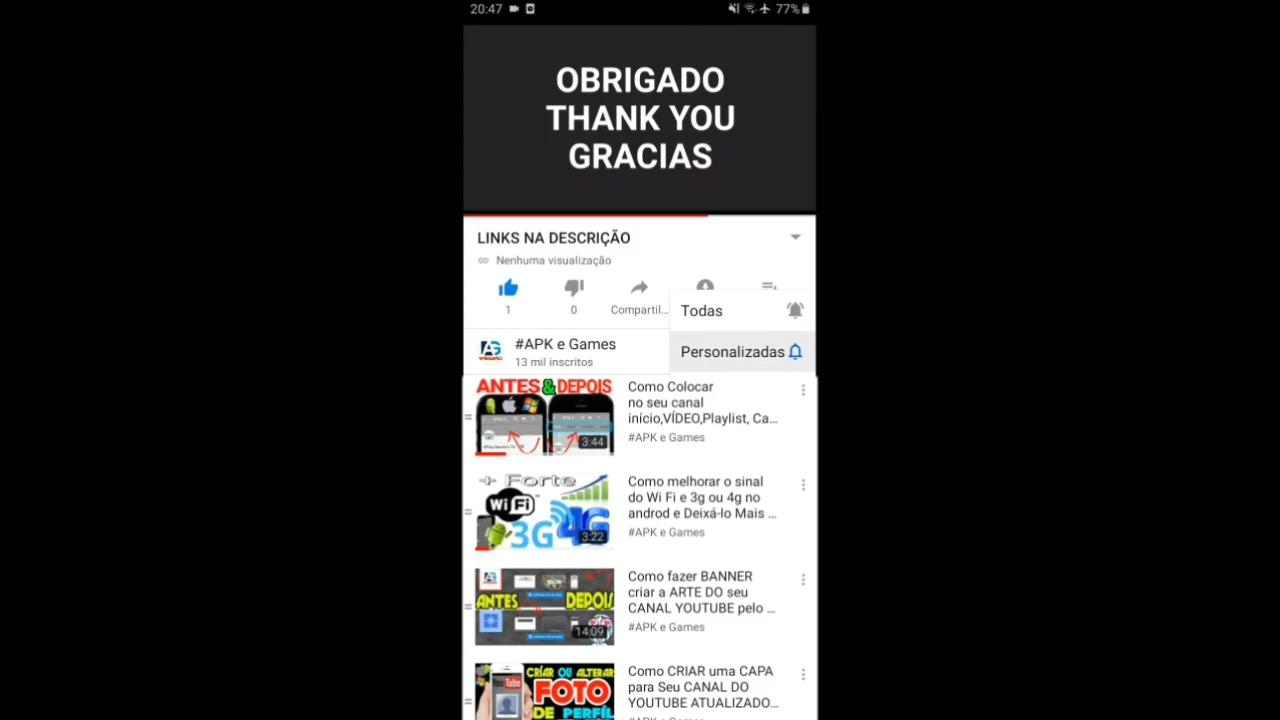 20:47
77%
OBRIGADO
THANK YOU
GRACIAS
LINKS NA DESCRIÇÃO
Nenhuma visualização
1
0
Compartil...
Todas
Personalizadas
#APK e Games
13 mil inscritos
ANTES & DEPOIS
3:44
Como Colocar
no seu canal
início,VÍDEO,Playlist, Ca...
#APK e Games
+ Forte
Wi Fi
3G 4G
3:22
Como melhorar o sinal
do Wi Fi e 3g ou 4g no
androd e Deixá-lo Mais ...
#APK e Games
ANTES DEPOIS
14:09
Como fazer BANNER
criar a ARTE DO seu
CANAL YOUTUBE pelo ...
#APK e Games
CRIAR OU ALTERAR
YouTube
FOTO
DE PERFIL
Como CRIAR uma CAPA
para Seu CANAL DO
YOUTUBE ATUALIZADO...
#APK e Games